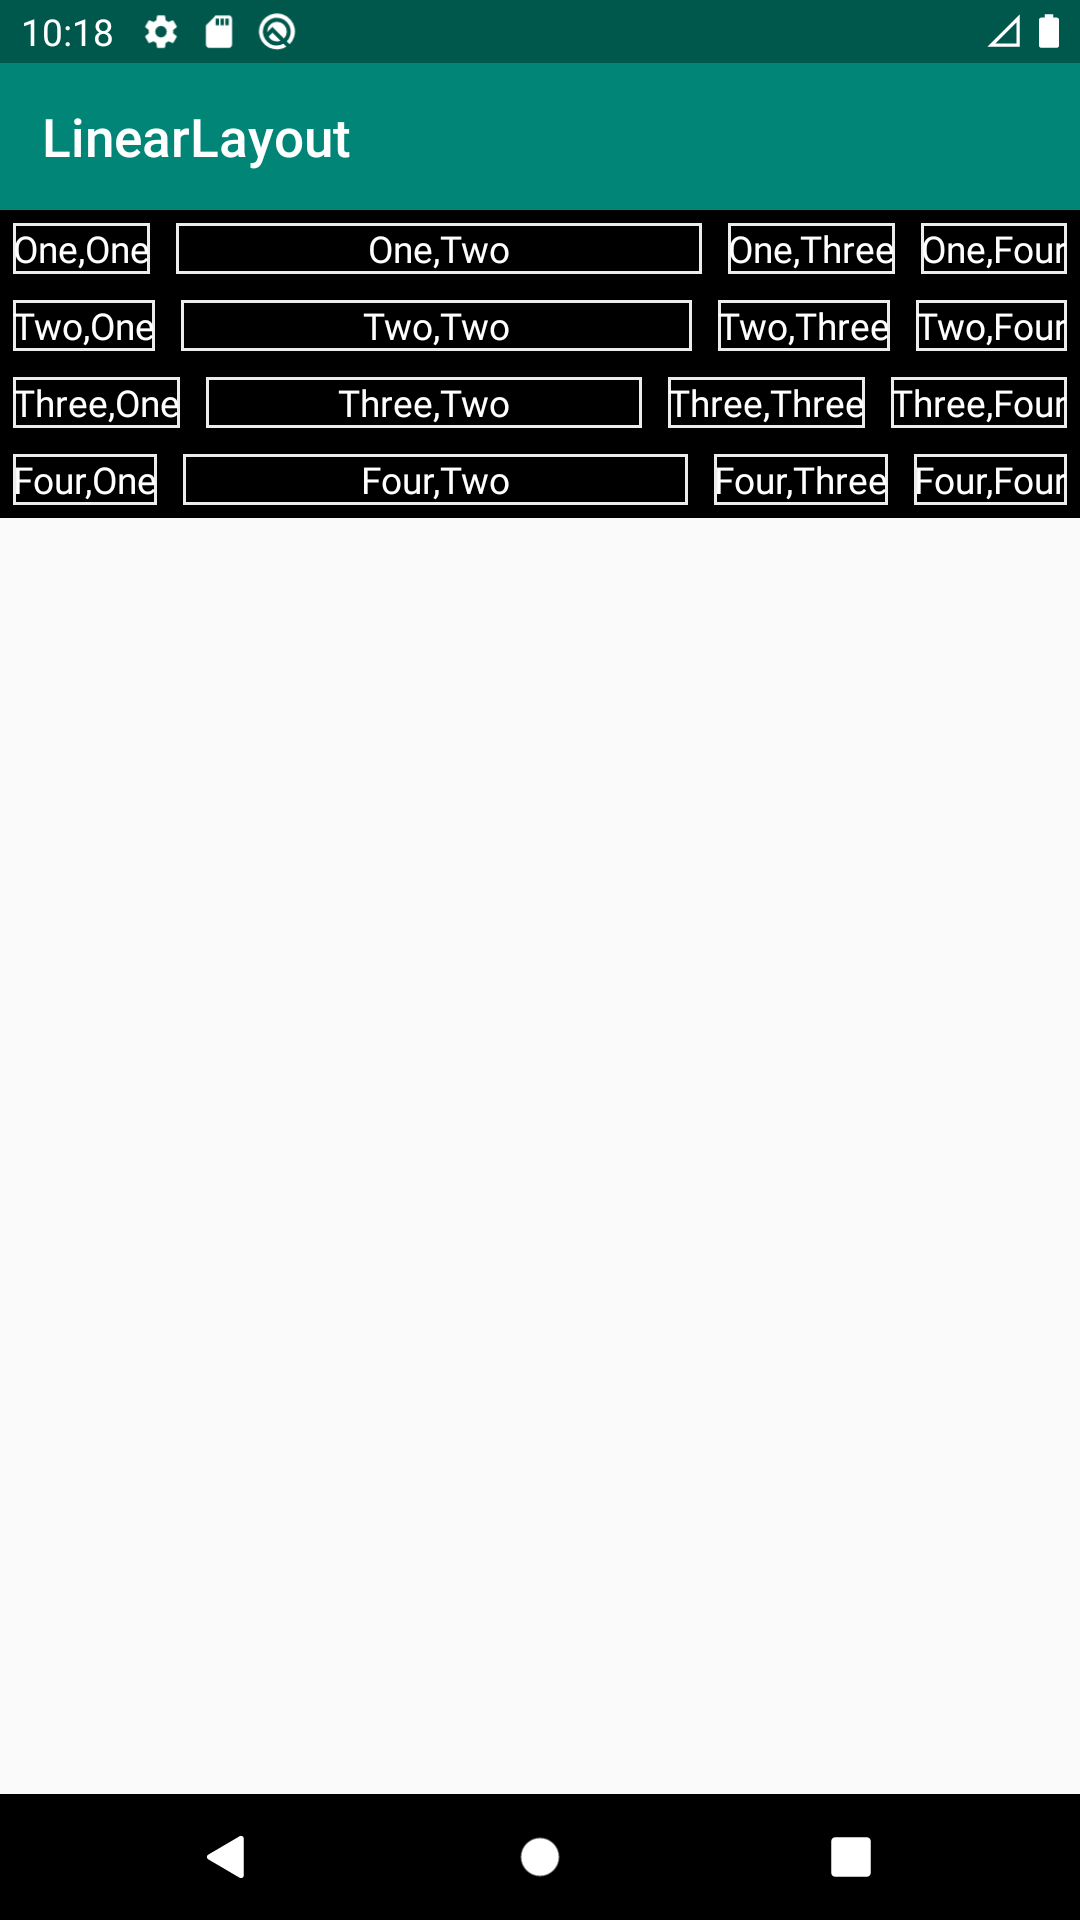 10:18
LinearLayout
One,One One,Two One,Three One,Four
Two,One Two,Two Two,Three Two,Four
Three,One Three,Two Three,Three Three,Four
Four,One Four,Two Four,Three Four,Four